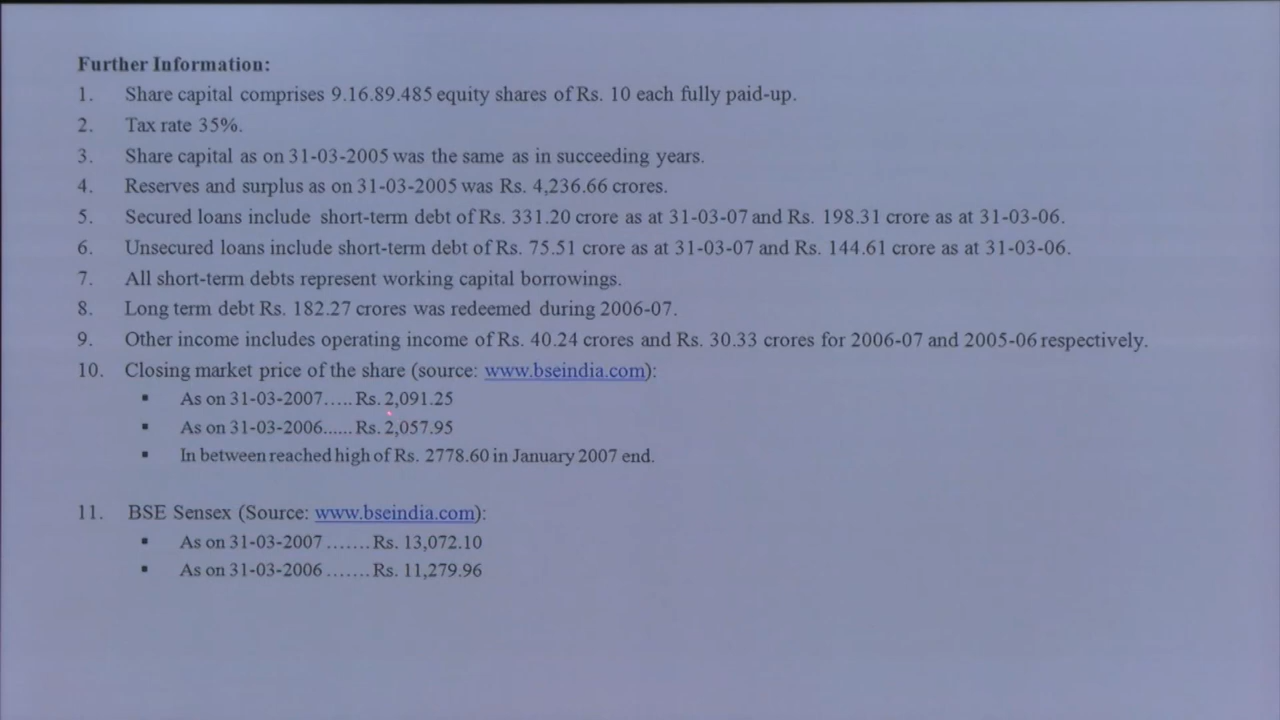 Further Information:
1. Share capital comprises 9.16.89.485 equity shares of Rs. 10 each fully paid-up.
2. Tax rate 35%.
3. Share capital as on 31-03-2005 was the same as in succeeding years.
4. Reserves and surplus as on 31-03-2005 was Rs. 4,236.66 crores.
5. Secured loans include short-term debt of Rs. 331.20 crore as at 31-03-07 and Rs. 198.31 crore as at 31-03-06.
6. Unsecured loans include short-term debt of Rs. 75.51 crore as at 31-03-07 and Rs. 144.61 crore as at 31-03-06.
7. All short-term debts represent working capital borrowings.
8. Long term debt Rs. 182.27 crores was redeemed during 2006-07.
9. Other income includes operating income of Rs. 40.24 crores and Rs. 30.33 crores for 2006-07 and 2005-06 respectively.
10. Closing market price of the share (source: www.bseindia.com):
▪ As on 31-03-2007..... Rs. 2,091.25
▪ As on 31-03-2006...... Rs. 2,057.95
▪ In between reached high of Rs. 2778.60 in January 2007 end.
11. BSE Sensex (Source: www.bseindia.com):
▪ As on 31-03-2007 .......Rs. 13,072.10
▪ As on 31-03-2006 .......Rs. 11,279.96